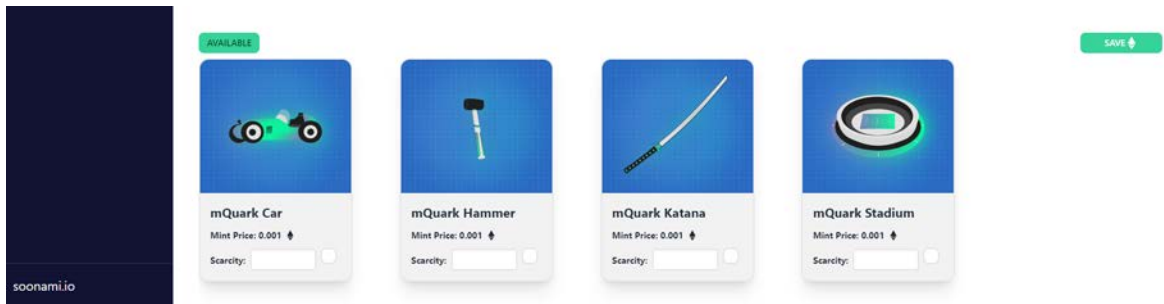 AVAILABLE
SAVE
mQuark Car
Mint Price: 0.001
Scarcity:
mQuark Hammer
Mint Price: 0.001
Scarcity:
mQuark Katana
Mint Price: 0.001
Scarcity:
mQuark Stadium
Mint Price: 0.001
Scarcity:
soonami.io